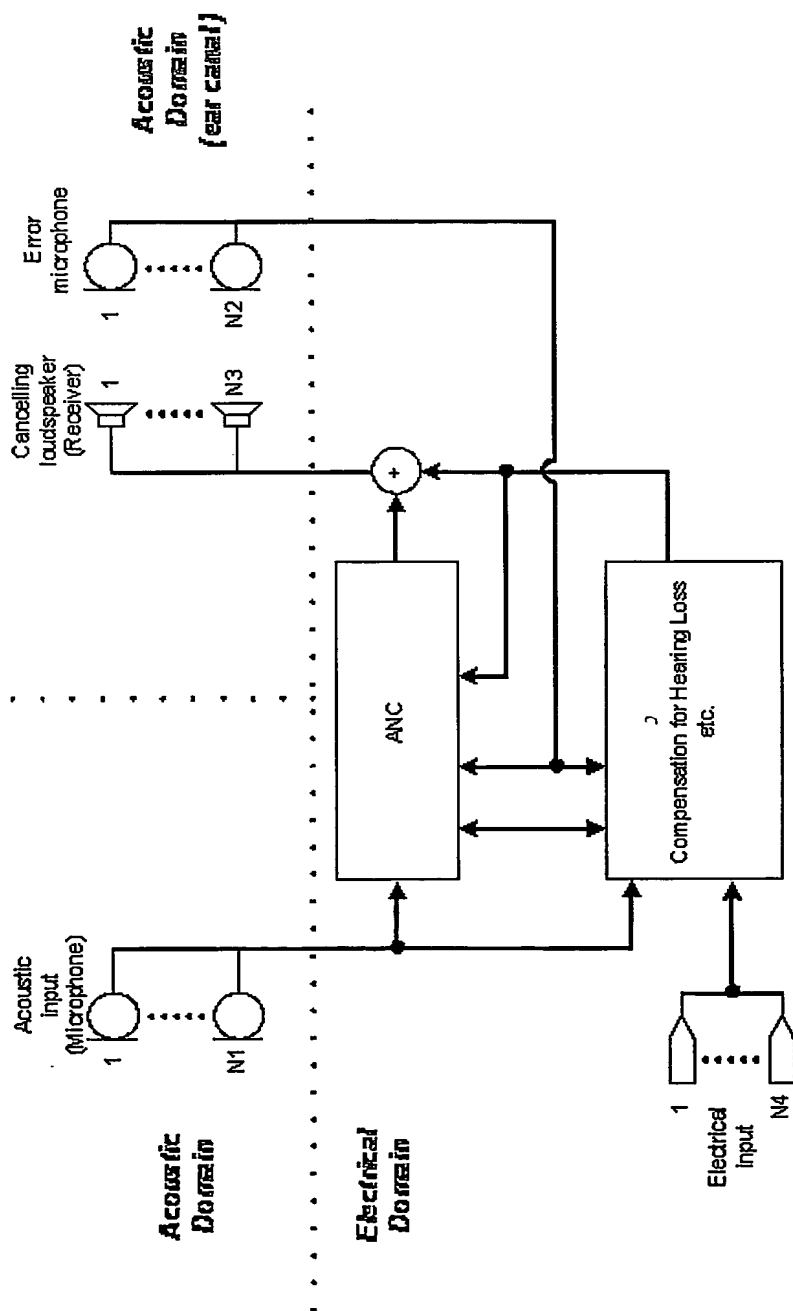 Acoustic
Domain
Acoustic
input
(Microphone)
1
N1
Cancelling
loudspeaker
(Receiver)
1
N3
Error
microphone
1
N2
Acoustic
Domain
(ear canal)
Electrical
Domain
ANC
+
Compensation for Hearing Loss
etc.
1
N4
Electrical
input